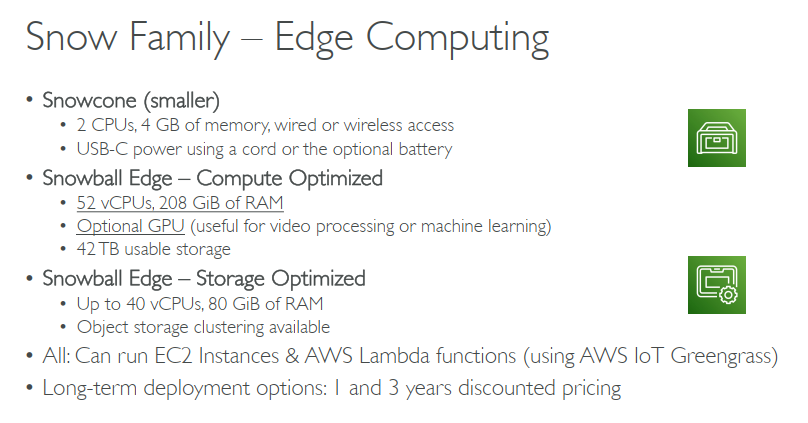 Snow Family – Edge Computing
• Snowcone (smaller)
• 2 CPUs, 4 GB of memory, wired or wireless access
• USB-C power using a cord or the optional battery
• Snowball Edge – Compute Optimized
• 52 vCPUs, 208 GiB of RAM
• Optional GPU (useful for video processing or machine learning)
• 42 TB usable storage
• Snowball Edge – Storage Optimized
• Up to 40 vCPUs, 80 GiB of RAM
• Object storage clustering available
• All: Can run EC2 Instances & AWS Lambda functions (using AWS IoT Greengrass)
• Long-term deployment options: 1 and 3 years discounted pricing